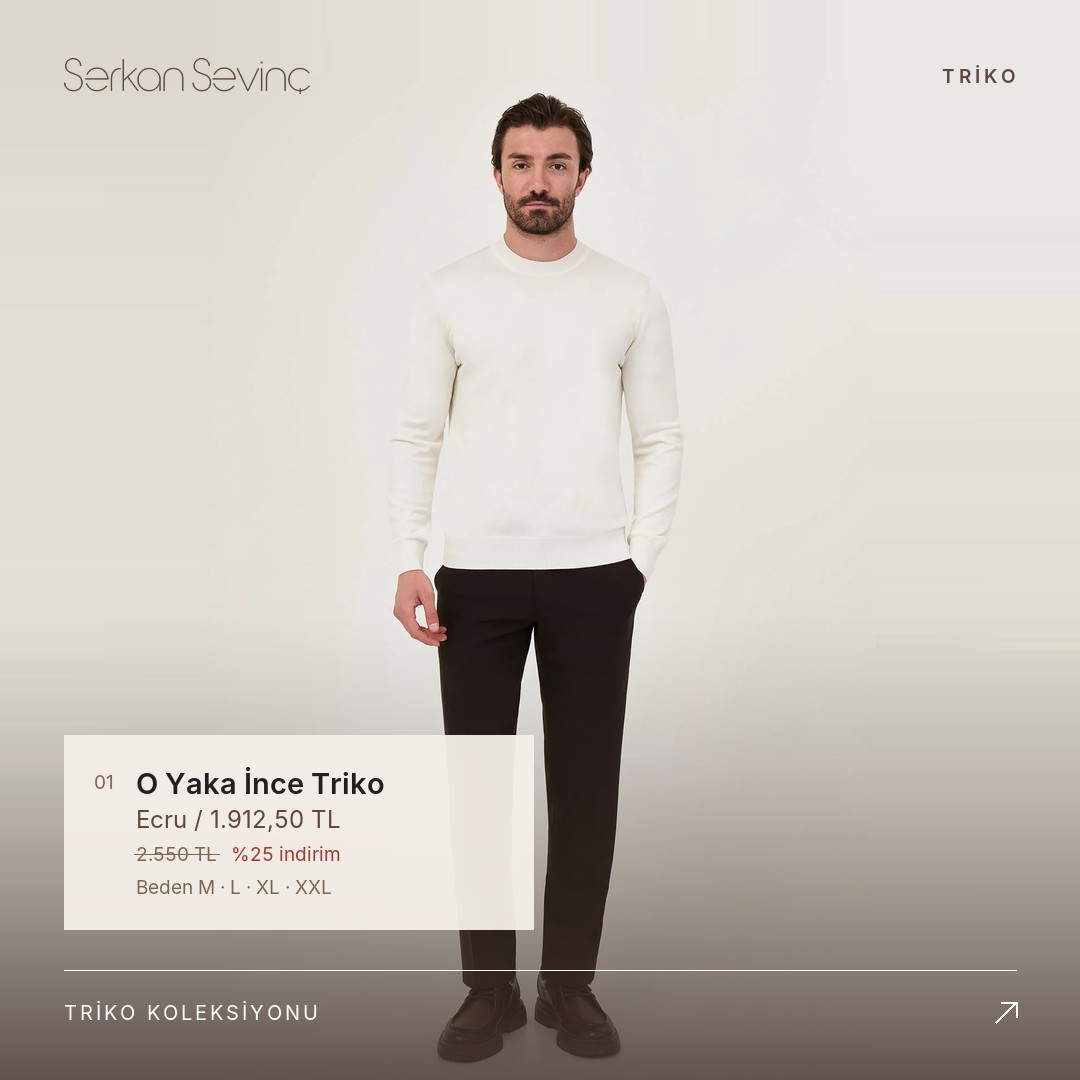 Serkan Sevinç
TRİKO
01 O Yaka İnce Triko
Ecru / 1.912,50 TL
2.550 TL %25 indirim
Beden M · L · XL · XXL
TRİKO KOLEKSİYONU